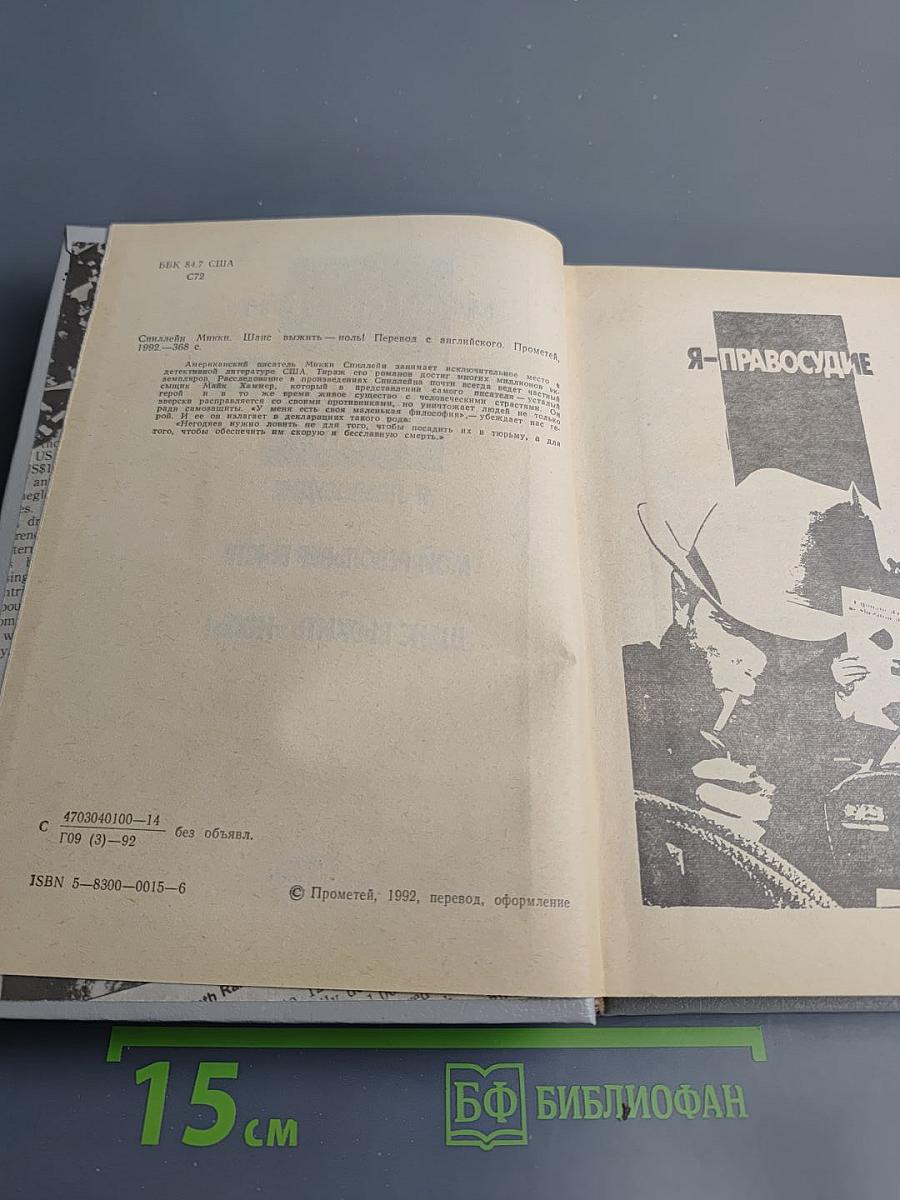 ББК 84.7 США
С72
Спиллейн Микки. Шанс выжить — ноль! Перевод с английского. Прометей,
1992.—368 с.
Американский писатель Микки Спиллейн занимает исключительное место в
детективной литературе США. Тираж его романов достиг многих миллионов эк-
земпляров. Расследование в произведениях Спиллейна почти всегда ведет частный
сыщик Майк Хаммер, который в представлении самого писателя — усталый
герой и в то же время живое существо с человеческими страстями. Он
зверски расправляется со своими противниками, но уничтожает людей не только
ради самозащиты. «У меня есть своя маленькая философия»,— убеждает нас ге-
рой. И ее он излагает в декларациях такого рода:
«Негодяев нужно ловить не для того, чтобы посадить их в тюрьму, а для
того, чтобы обеспечить им скорую и бесславную смерть.»
С 4703040100—14
Г09 (3)—92 без объявл.
ISBN 5—8300—0015—6
© Прометей, 1992, перевод, оформление
Я—ПРАВОСУДИЕ
15 см
БФ БИБЛИОФАН